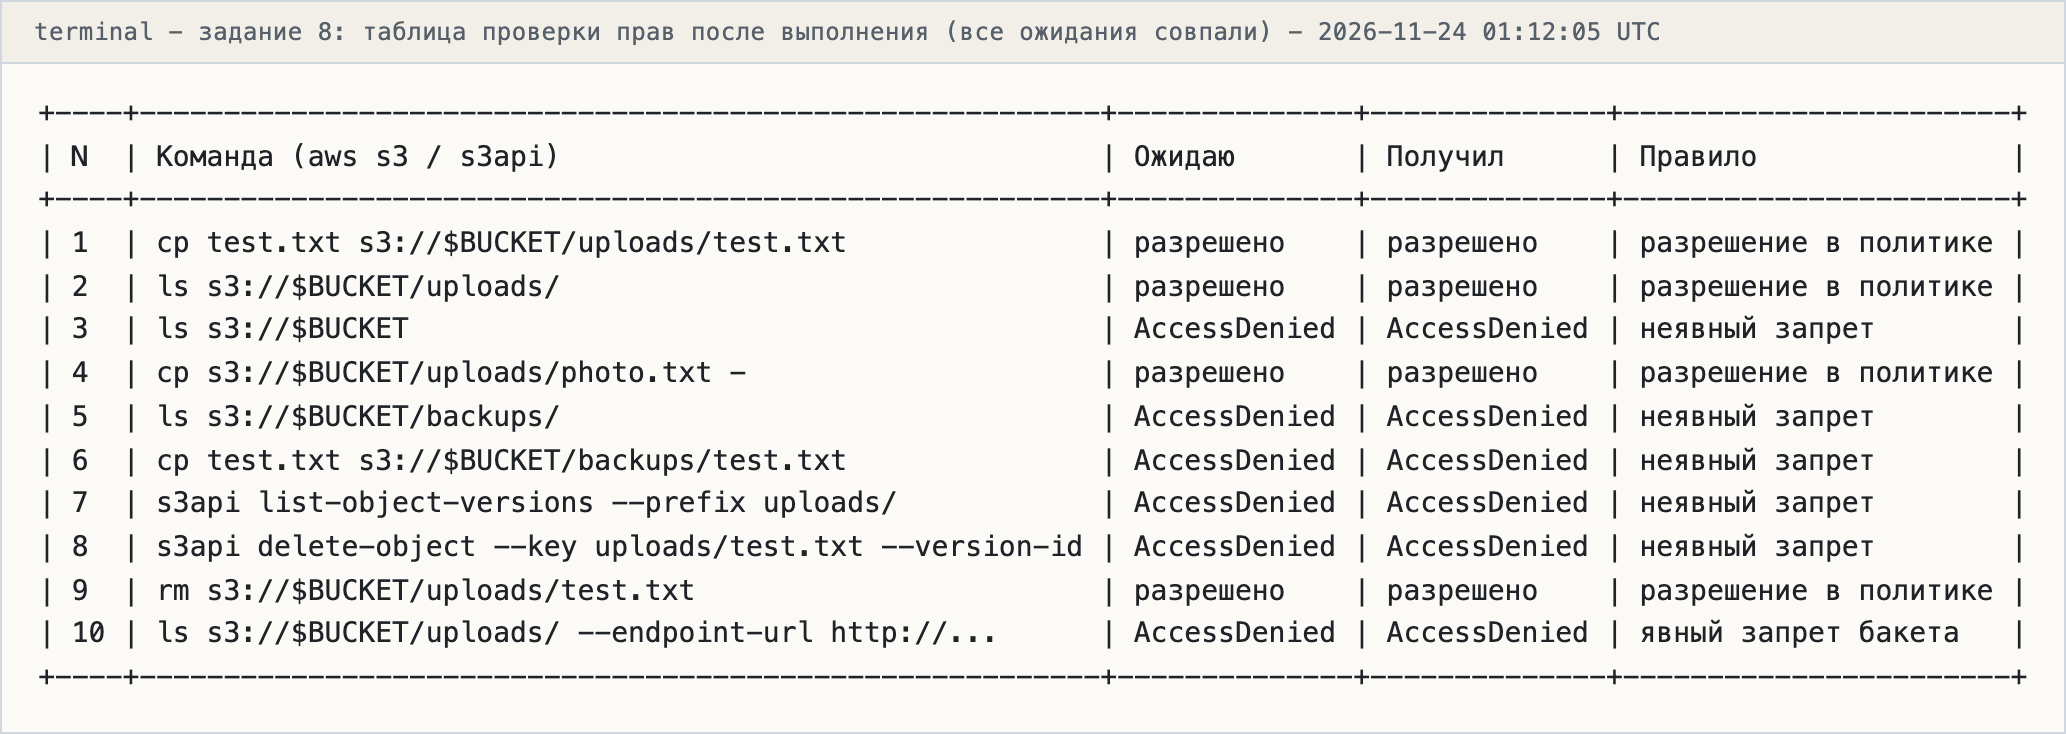 terminal — задание 8: таблица проверки прав после выполнения (все ожидания совпали) — 2026-11-24 01:12:05 UTC
+----+---------------------------------------------------------+--------------+--------------+-----------------------+
| N  | Команда (aws s3 / s3api)                                | Ожидаю       | Получил      | Правило               |
+----+---------------------------------------------------------+--------------+--------------+-----------------------+
| 1  | cp test.txt s3://$BUCKET/uploads/test.txt               | разрешено    | разрешено    | разрешение в политике |
| 2  | ls s3://$BUCKET/uploads/                                | разрешено    | разрешено    | разрешение в политике |
| 3  | ls s3://$BUCKET                                         | AccessDenied | AccessDenied | неявный запрет        |
| 4  | cp s3://$BUCKET/uploads/photo.txt -                     | разрешено    | разрешено    | разрешение в политике |
| 5  | ls s3://$BUCKET/backups/                                | AccessDenied | AccessDenied | неявный запрет        |
| 6  | cp test.txt s3://$BUCKET/backups/test.txt               | AccessDenied | AccessDenied | неявный запрет        |
| 7  | s3api list-object-versions --prefix uploads/            | AccessDenied | AccessDenied | неявный запрет        |
| 8  | s3api delete-object --key uploads/test.txt --version-id | AccessDenied | AccessDenied | неявный запрет        |
| 9  | rm s3://$BUCKET/uploads/test.txt                        | разрешено    | разрешено    | разрешение в политике |
| 10 | ls s3://$BUCKET/uploads/ --endpoint-url http://...      | AccessDenied | AccessDenied | явный запрет бакета   |
+----+---------------------------------------------------------+--------------+--------------+-----------------------+